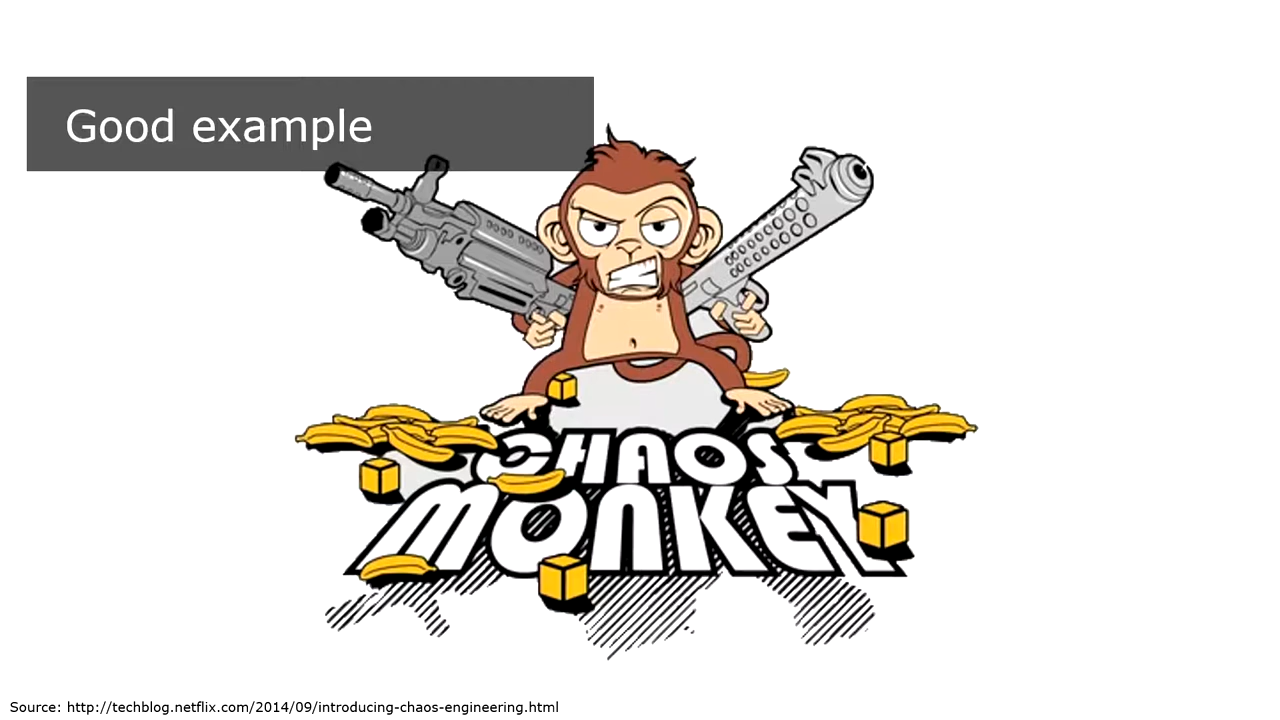 Good example
CHAOS
MONKEY
Source: http://techblog.netflix.com/2014/09/introducing-chaos-engineering.html